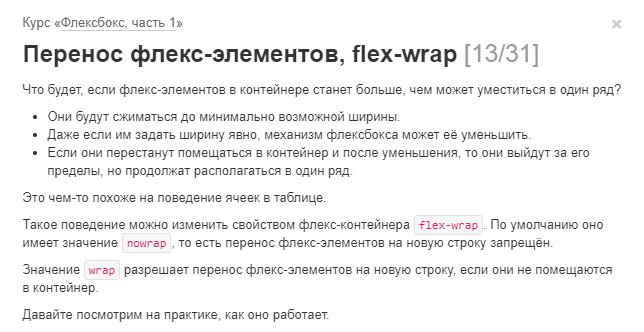 Курс «Флексбокс, часть 1»
×
Перенос флекс-элементов, flex-wrap [13/31]
Что будет, если флекс-элементов в контейнере станет больше, чем может уместиться в один ряд?
• Они будут сжиматься до минимально возможной ширины.
• Даже если им задать ширину явно, механизм флексбокса может её уменьшить.
• Если они перестанут помещаться в контейнер и после уменьшения, то они выйдут за его
пределы, но продолжат располагаться в один ряд.
Это чем-то похоже на поведение ячеек в таблице.
Такое поведение можно изменить свойством флекс-контейнера flex-wrap. По умолчанию оно
имеет значение nowrap, то есть перенос флекс-элементов на новую строку запрещён.
Значение wrap разрешает перенос флекс-элементов на новую строку, если они не помещаются
в контейнер.
Давайте посмотрим на практике, как оно работает.